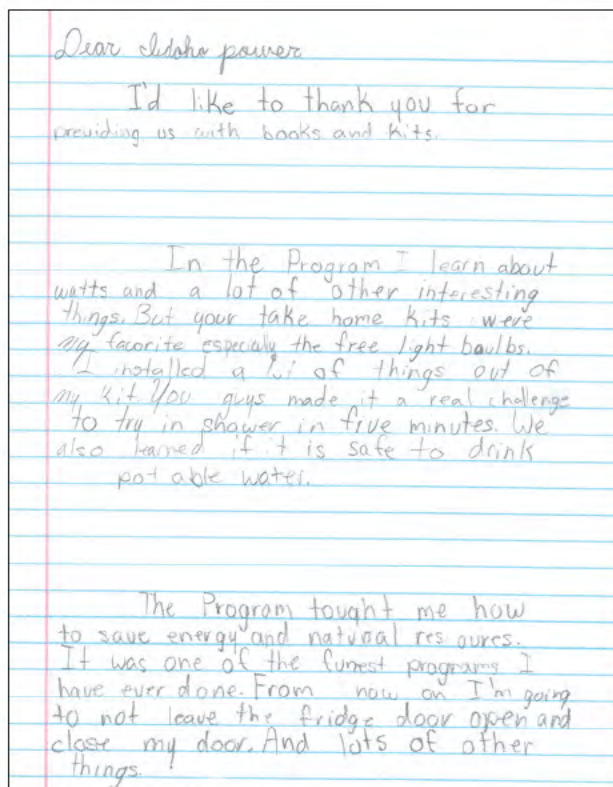 Dear Idaho power
I'd like to thank you for
previding us with books and kits.
In the Program I learn about
watts and a lot of other interesting
things. But your take home kits were
my favorite especially the free light boulbs.
I installed a lot of things out of
my kit. You guys made it a real challenge
to try in shower in five minutes. We
also learned if it is safe to drink
pot able water.
The Program tought me how
to save energy and natural res oures.
It was one of the funest programs I
have ever done. From now on I'm going
to not leave the fridge door open and
close my door. And lots of other
things.